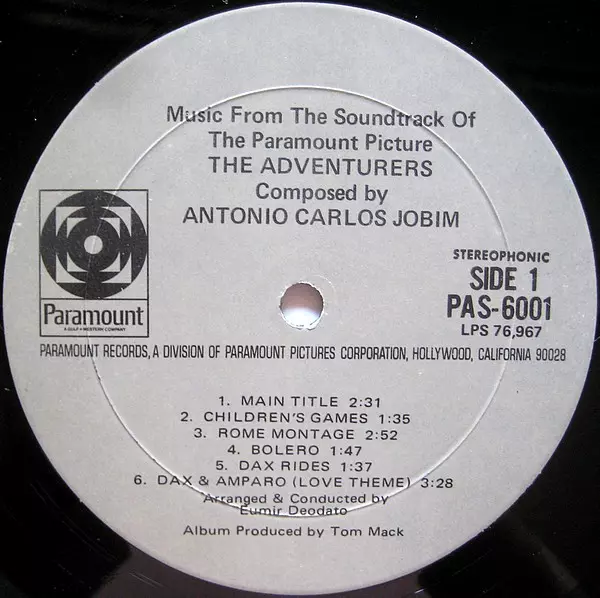 Music From The Soundtrack Of
The Paramount Picture
THE ADVENTURERS
Composed by
ANTONIO CARLOS JOBIM
STEREOPHONIC
SIDE 1
PAS-6001
LPS 76,967
Paramount
A GULF + WESTERN COMPANY
PARAMOUNT RECORDS, A DIVISION OF PARAMOUNT PICTURES CORPORATION, HOLLYWOOD, CALIFORNIA 90028
1. MAIN TITLE 2:31
2. CHILDREN'S GAMES 1:35
3. ROME MONTAGE 2:52
4. BOLERO 1:47
5. DAX RIDES 1:37
6. DAX & AMPARO (LOVE THEME) 3:28
Arranged & Conducted by
Eumir Deodato
Album Produced by Tom Mack